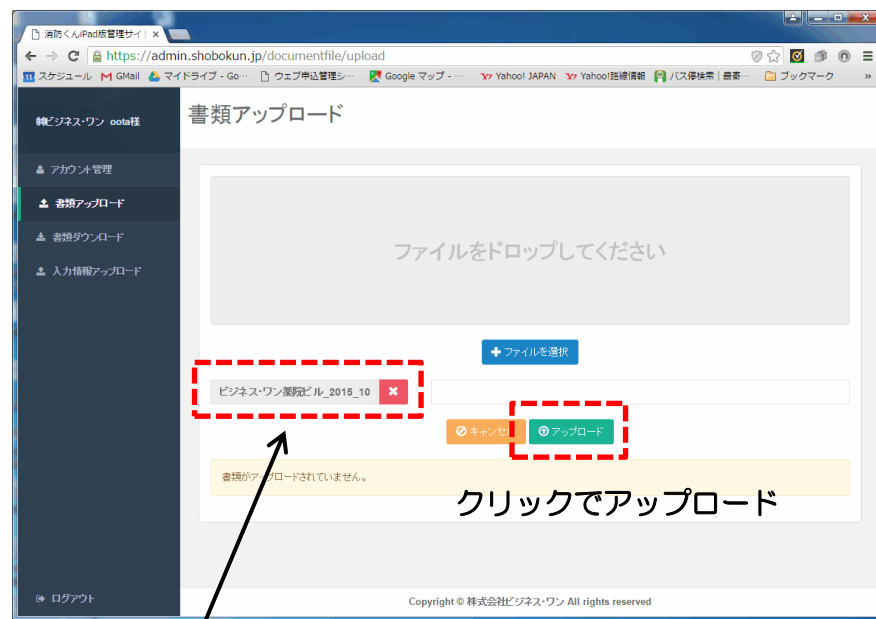 消防くんiPad版管理サイト
https://admin.shobokun.jp/documentfile/upload
スケジュール GMail マイドライブ - Go… ウェブ申込管理シ… Google マップ - … Yahoo! JAPAN Yahoo!路線情報 バス停検索｜最寄… ブックマーク »
㈱ビジネス・ワン oota様
書類アップロード
アカウント管理
書類アップロード
書類ダウンロード
入力情報アップロード
ファイルをドロップしてください
ファイルを選択
ビジネス・ワン薬院ビル_2015_10
キャンセル アップロード
書類がアップロードされていません。
クリックでアップロード
ログアウト
Copyright © 株式会社ビジネス・ワン All rights reserved